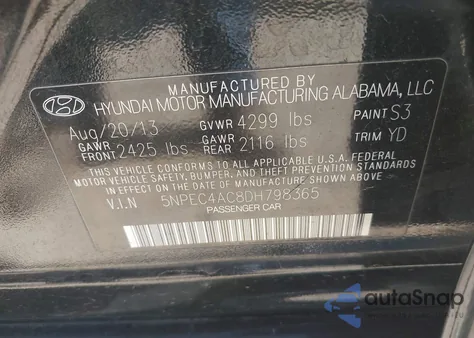 MANUFACTURED BY
HYUNDAI MOTOR MANUFACTURING ALABAMA, LLC
Aug/20/13 GVWR 4299 lbs PAINT S3
GAWR FRONT 2425 lbs. GAWR REAR 2116 lbs TRIM YD
THIS VEHICLE CONFORMS TO ALL APPLICABLE U.S.A. FEDERAL
MOTOR VEHICLE SAFETY, BUMPER, AND THEFT PREVENTION STANDARDS
IN EFFECT ON THE DATE OF MANUFACTURE SHOWN ABOVE.
V.I.N 5NPEC4AC8DH798365
PASSENGER CAR
autoSnap